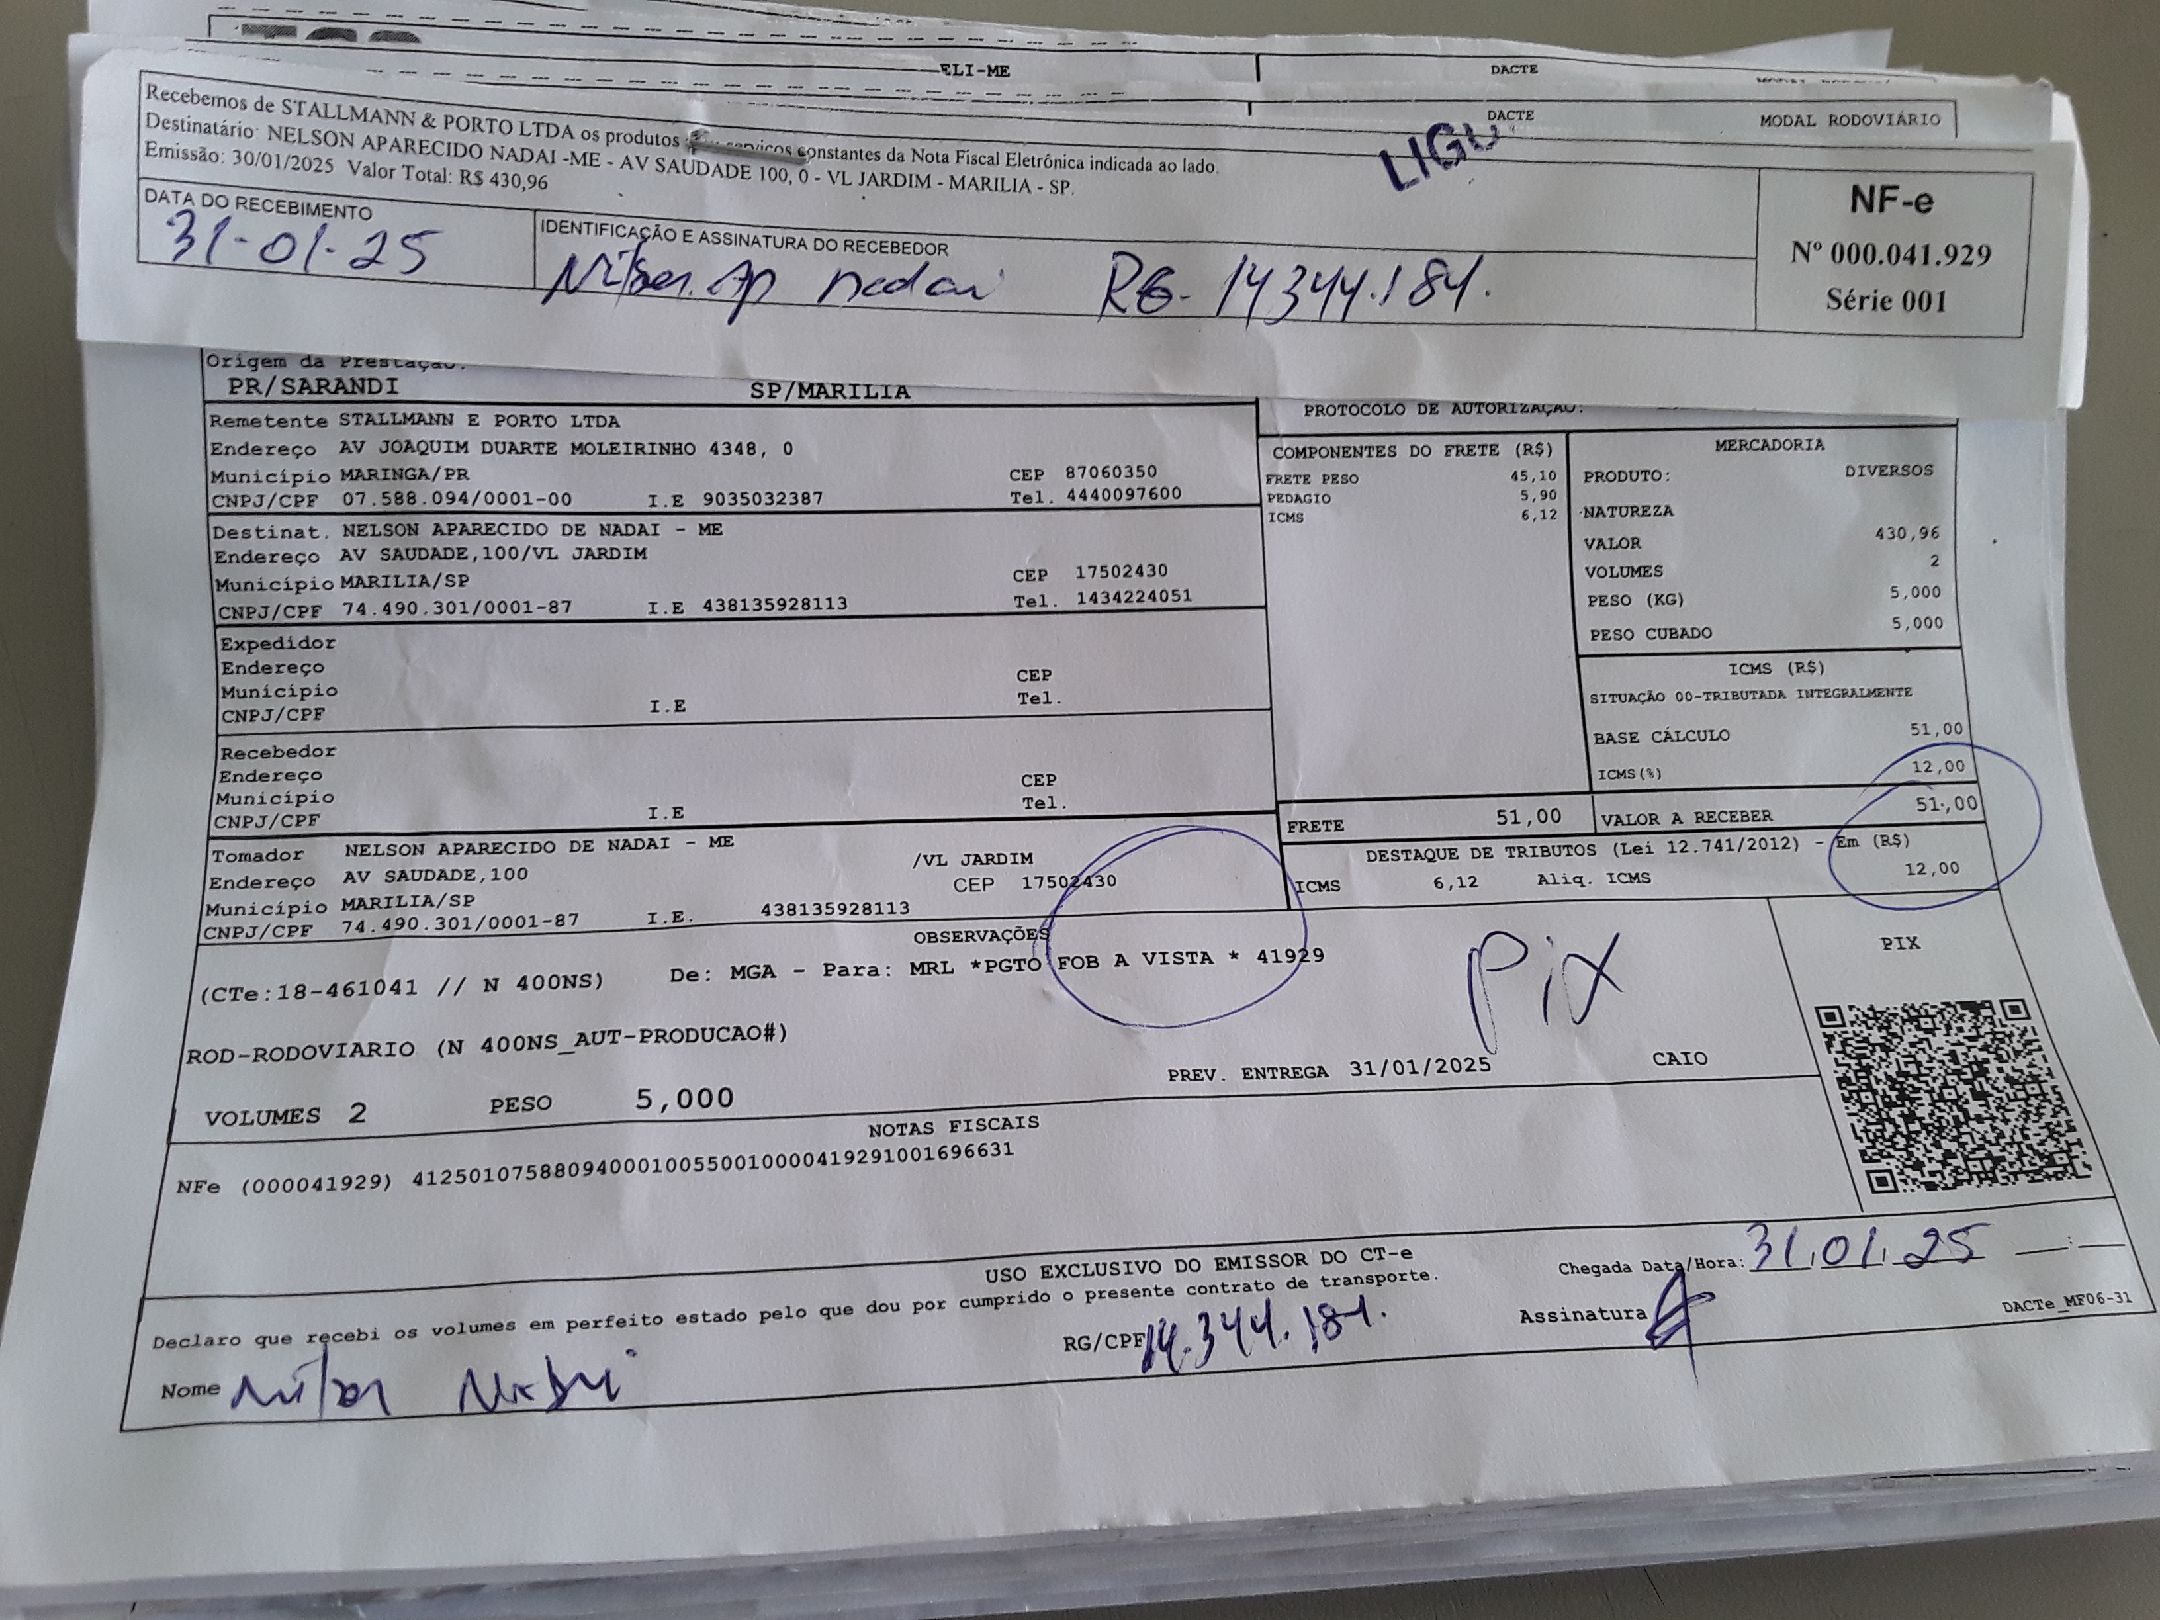 ELI-ME DACTE
DACTE MODAL RODOVIÁRIO
Recebemos de STALLMANN & PORTO LTDA os produtos serviços constantes da Nota Fiscal Eletrônica indicada ao lado.
Destinatário: NELSON APARECIDO NADAI -ME - AV SAUDADE 100, 0 - VL JARDIM - MARILIA - SP.
Emissão: 30/01/2025 Valor Total: R$ 430,96
LIGU
DATA DO RECEBIMENTO
31-01-25
IDENTIFICAÇÃO E ASSINATURA DO RECEBEDOR
Nilson Ap Nadai RG- 14344.184.
NF-e
Nº 000.041.929
Série 001
Origem da Prestação:
PR/SARANDI SP/MARILIA
Remetente STALLMANN E PORTO LTDA
Endereço AV JOAQUIM DUARTE MOLEIRINHO 4348, 0
Município MARINGA/PR CEP 87060350
CNPJ/CPF 07.588.094/0001-00 I.E 9035032387 Tel. 4440097600
Destinat. NELSON APARECIDO DE NADAI - ME
Endereço AV SAUDADE,100/VL JARDIM
Município MARILIA/SP CEP 17502430
CNPJ/CPF 74.490.301/0001-87 I.E 438135928113 Tel. 1434224051
Expedidor
Endereço
Município CEP
CNPJ/CPF I.E Tel.
Recebedor
Endereço
Município CEP
CNPJ/CPF I.E Tel.
Tomador NELSON APARECIDO DE NADAI - ME
Endereço AV SAUDADE,100 /VL JARDIM
Município MARILIA/SP CEP 17502430
CNPJ/CPF 74.490.301/0001-87 I.E. 438135928113
PROTOCOLO DE AUTORIZAÇÃO:
COMPONENTES DO FRETE (R$)
FRETE PESO 45,10
PEDAGIO 5,90
ICMS 6,12
MERCADORIA
PRODUTO: DIVERSOS
NATUREZA
VALOR 430,96
VOLUMES 2
PESO (KG) 5,000
PESO CUBADO 5,000
ICMS (R$)
SITUAÇÃO 00-TRIBUTADA INTEGRALMENTE
BASE CÁLCULO 51,00
ICMS(%) 12,00
FRETE 51,00 VALOR A RECEBER 51,00
DESTAQUE DE TRIBUTOS (Lei 12.741/2012) - Em (R$)
ICMS 6,12 Aliq. ICMS 12,00
OBSERVAÇÕES
(CTe:18-461041 // N 400NS) De: MGA - Para: MRL *PGTO FOB A VISTA * 41929
Pix
PIX
ROD-RODOVIARIO (N 400NS_AUT-PRODUCAO#)
PREV. ENTREGA 31/01/2025 CAIO
VOLUMES 2 PESO 5,000
NOTAS FISCAIS
NFe (000041929) 41250107588094000100550010000419291001696631
USO EXCLUSIVO DO EMISSOR DO CT-e
Chegada Data/Hora: 31.01.25
Declaro que recebi os volumes em perfeito estado pelo que dou por cumprido o presente contrato de transporte.
Nome Nilson Nadai
RG/CPF 14.344.184.
Assinatura
DACTe_MF06-31